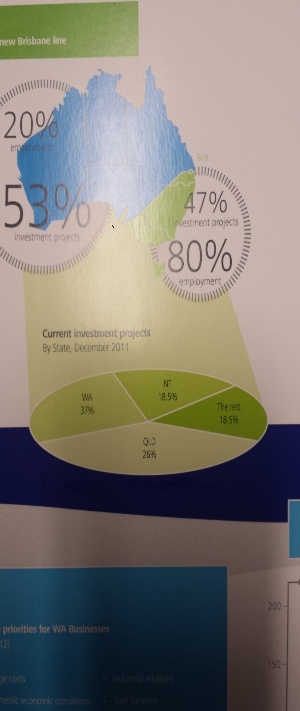 new Brisbane line
20%
employment
53%
investment projects
Bris
47%
investment projects
80%
employment
Current investment projects
By State, December 2011
WA
37%
NT
18.5%
The rest
18.5%
QLD
26%
200
150
priorities for WA Businesses
12)
ge costs
• Industrial relations
mestic economic conditions
• Staff turnover